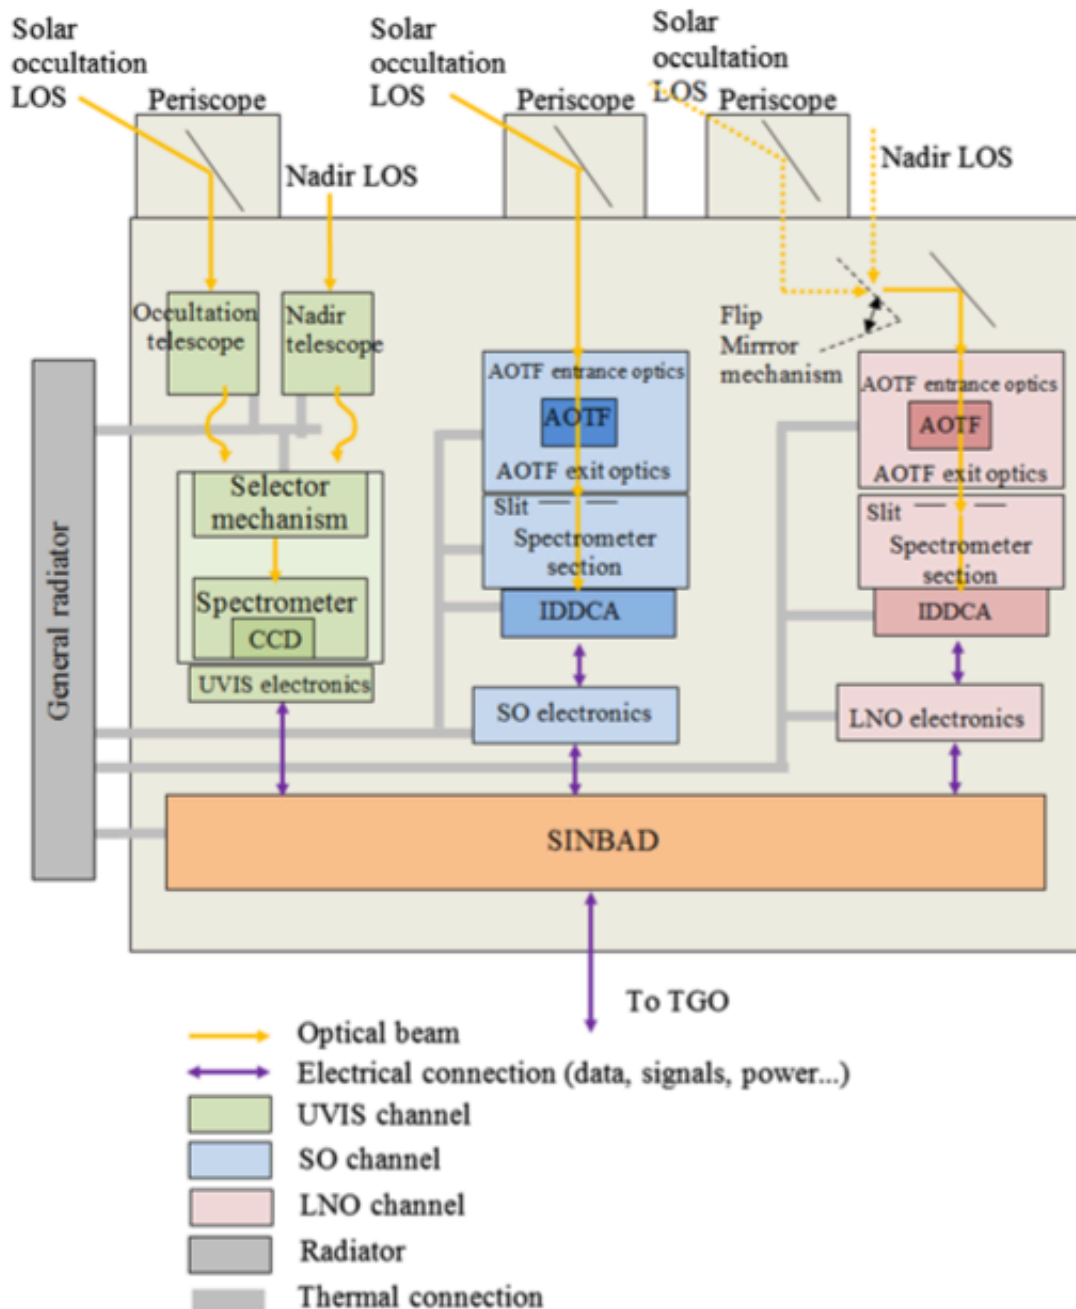 Solar
occultation
LOS
Periscope
Nadir LOS
Solar
occultation
LOS
Periscope
Solar
occultation
LOS
Periscope
Nadir LOS
Occultation
telescope
Nadir
telescope
Flip
Mirrror
mechanism
General radiator
Selector
mechanism
Spectrometer
CCD
UVIS electronics
AOTF entrance optics
AOTF
AOTF exit optics
Slit
Spectrometer
section
IDDCA
SO electronics
AOTF entrance optics
AOTF
AOTF exit optics
Slit
Spectrometer
section
IDDCA
LNO electronics
SINBAD
To TGO
Optical beam
Electrical connection (data, signals, power...)
UVIS channel
SO channel
LNO channel
Radiator
Thermal connection